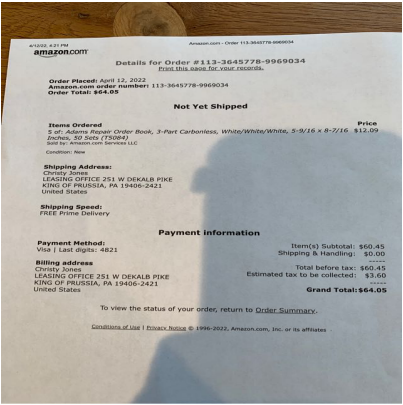 4/12/22, 4:21 PM Amazon.com - Order 113-3645778-9969034
amazon.com
Details for Order #113-3645778-9969034
Print this page for your records.
Order Placed: April 12, 2022
Amazon.com order number: 113-3645778-9969034
Order Total: $64.05
Not Yet Shipped
Items Ordered Price
5 of: Adams Repair Order Book, 3-Part Carbonless, White/White/White, 5-9/16 x 8-7/16 $12.09
Inches, 50 Sets (T5084)
Sold by: Amazon.com Services LLC
Condition: New
Shipping Address:
Christy Jones
LEASING OFFICE 251 W DEKALB PIKE
KING OF PRUSSIA, PA 19406-2421
United States
Shipping Speed:
FREE Prime Delivery
Payment information
Payment Method:
Visa | Last digits: 4821
Item(s) Subtotal: $60.45
Shipping & Handling: $0.00
-----
Billing address
Christy Jones
LEASING OFFICE 251 W DEKALB PIKE
KING OF PRUSSIA, PA 19406-2421
United States
Total before tax: $60.45
Estimated tax to be collected: $3.60
-----
Grand Total: $64.05
To view the status of your order, return to Order Summary.
Conditions of Use | Privacy Notice © 1996-2022, Amazon.com, Inc. or its affiliates